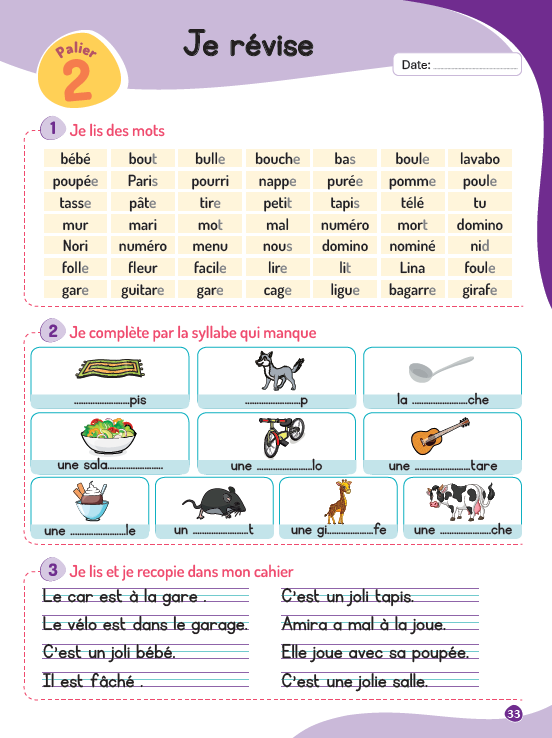 Palier
2
Je révise
Date: ........................
1 Je lis des mots
bébé bout bulle bouche bas boule lavabo
poupée Paris pourri nappe purée pomme poule
tasse pâte tire petit tapis télé tu
mur mari mot mal numéro mort domino
Nori numéro menu nous domino nominé nid
folle fleur facile lire lit Lina foule
gare guitare gare cage ligue bagarre girafe
2 Je complète par la syllabe qui manque
........................pis ........................p la ........................che
une sala........................ une ........................lo une ........................tare
une ........................le un ........................t une gi....................fe une ......................che
3 Je lis et je recopie dans mon cahier
Le car est à la gare .
Le vélo est dans le garage.
C'est un joli bébé.
Il est fâché .
C'est un joli tapis.
Amira a mal à la joue.
Elle joue avec sa poupée.
C'est une jolie salle.
33